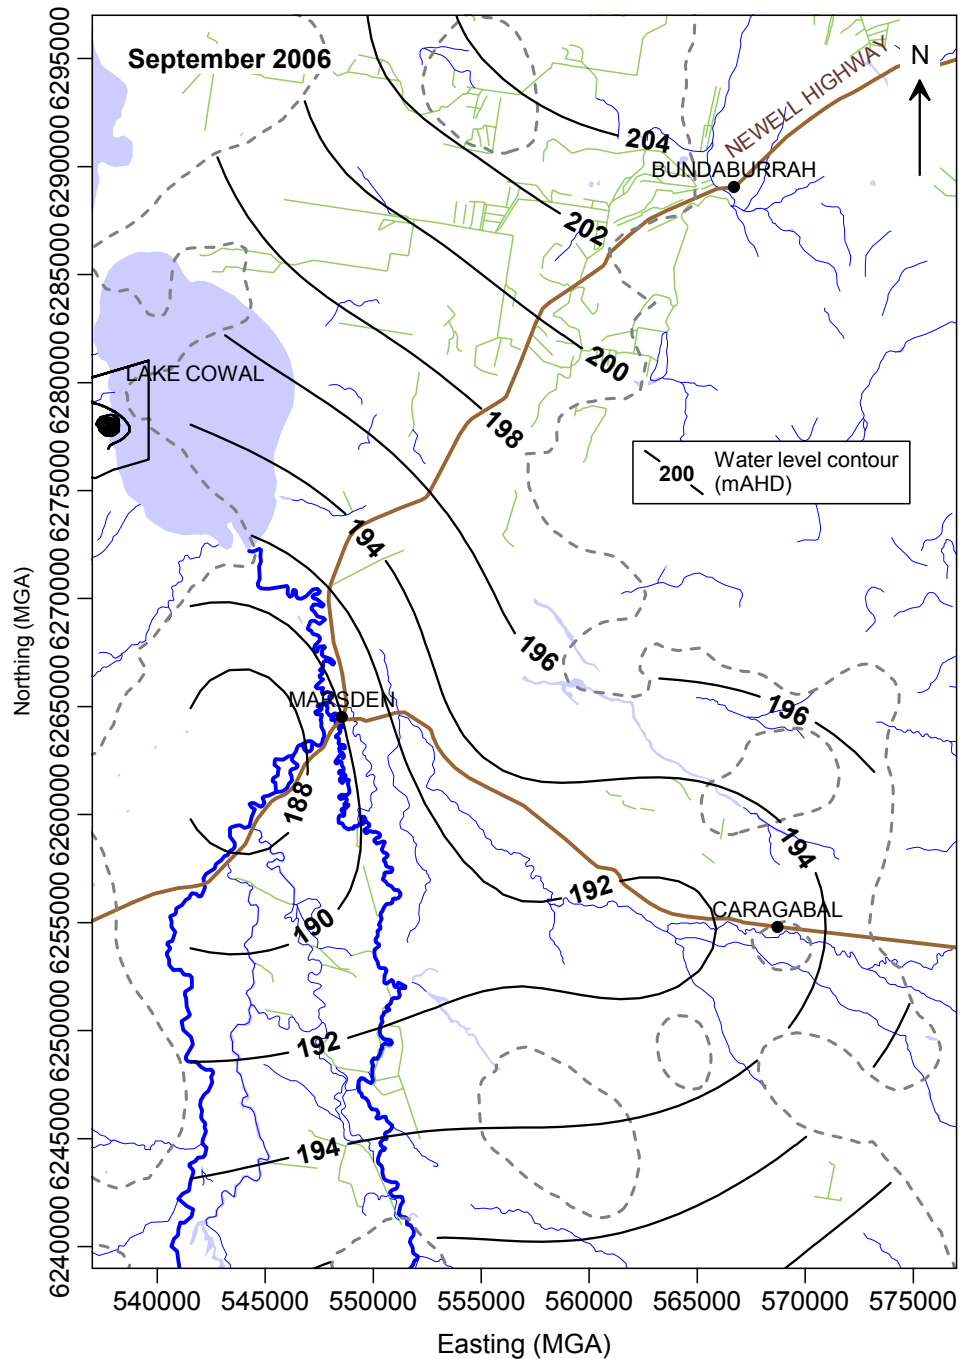 September 2006
N
NEWELL HIGHWAY
204
BUNDABURRAH
202
200
LAKE COWAL
198
Water level contour
200
(mAHD)
194
196
MARSDEN
196
188
194
192
CARAGABAL
190
192
194
6295000
6290000
6285000
6280000
6275000
6270000
6265000
6260000
6255000
6250000
6245000
6240000
Northing (MGA)
540000 545000 550000 555000 560000 565000 570000 575000
Easting (MGA)